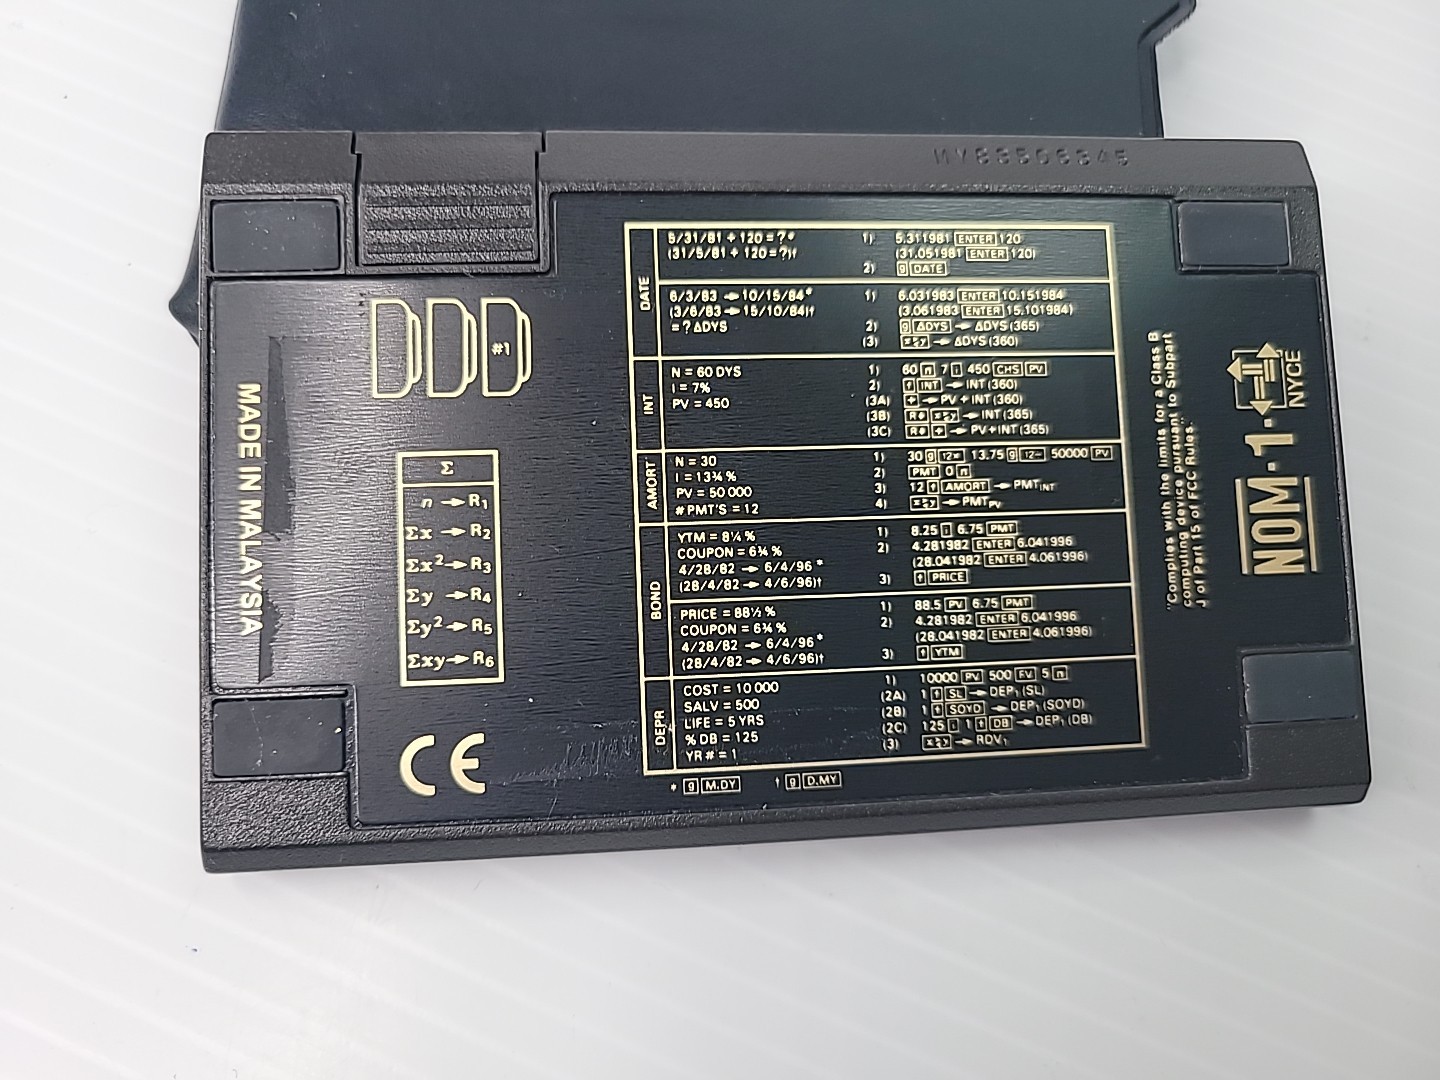 MY83506345
DATE
5/31/81 + 120 = ?* 1) 5.311981 ENTER 120
(31/5/81 + 120 = ?)† (31.051981 ENTER 120)
2) g DATE
6/3/83 → 10/15/84* 1) 6.031983 ENTER 10.151984
(3/6/83 → 15/10/84)† (3.061983 ENTER 15.101984)
= ? ΔDYS 2) g ΔDYS → ΔDYS (365)
(3) x≷y → ΔDYS (360)
INT
N = 60 DYS 1) 60 n 7 i 450 CHS PV
I = 7% 2) f INT → INT (360)
PV = 450 (3A) + → PV + INT (360)
(3B) R↓ x≷y → INT (365)
(3C) R↓ + → PV + INT (365)
AMORT
N = 30 1) 30 g 12× 13.75 g 12÷ 50000 PV
I = 13¾ % 2) PMT 0 n
PV = 50 000 3) 12 f AMORT → PMT INT
# PMT'S = 12 4) x≷y → PMT PV
BOND
YTM = 8¼ % 1) 8.25 i 6.75 PMT
COUPON = 6¾ % 2) 4.281982 ENTER 6.041996
4/28/82 → 6/4/96 * (28.041982 ENTER 4.061996)
(28/4/82 → 4/6/96)† 3) f PRICE
PRICE = 88½ % 1) 88.5 PV 6.75 PMT
COUPON = 6¾ % 2) 4.281982 ENTER 6.041996
4/28/82 → 6/4/96 * (28.041982 ENTER 4.061996)
(28/4/82 → 4/6/96)† 3) f YTM
DEPR
COST = 10 000 1) 10000 PV 500 FV 5 n
SALV = 500 (2A) 1 f SL → DEP₁ (SL)
LIFE = 5 YRS (2B) 1 f SOYD → DEP₁ (SOYD)
% DB = 125 (2C) 125 i 1 f DB → DEP₁ (DB)
YR # = 1 (3) x≷y → RDV₁
* g M.DY † g D.MY
#1
Σ
n → R₁
Σx → R₂
Σx² → R₃
Σy → R₄
Σy² → R₅
Σxy → R₆
CE
MADE IN MALAYSIA
"Complies with the limits for a Class B
computing device pursuant to Subpart
J of Part 15 of FCC Rules."
NOM-1-
NYCE